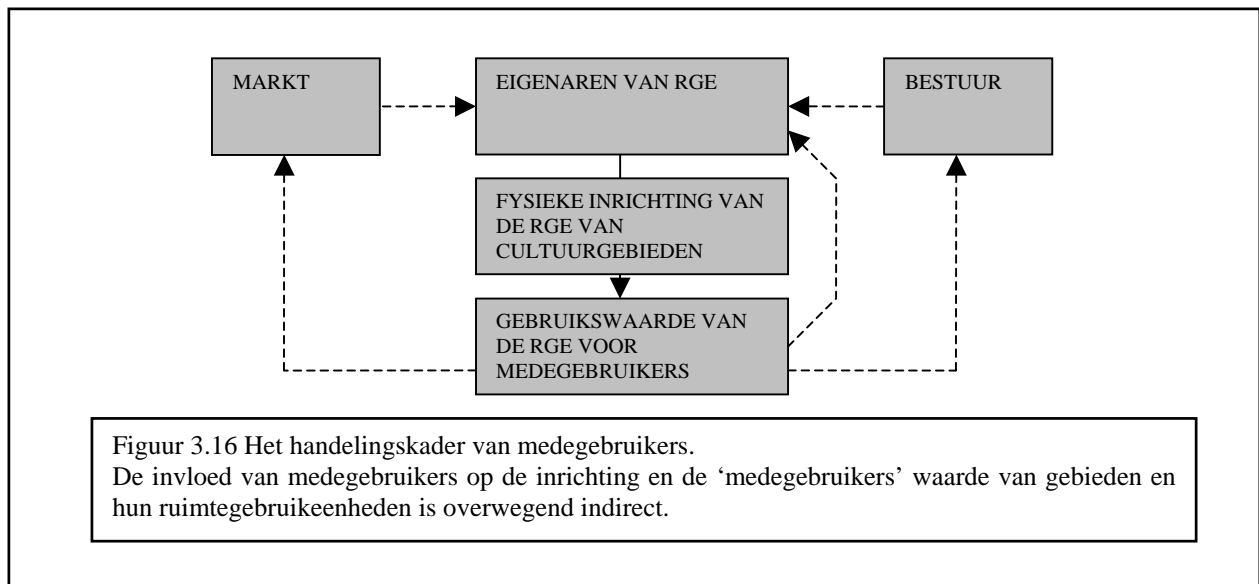 MARKT
EIGENAREN VAN RGE
BESTUUR
FYSIEKE INRICHTING VAN
DE RGE VAN
CULTUURGEBIEDEN
GEBRUIKSWAARDE VAN
DE RGE VOOR
MEDEGEBRUIKERS
Figuur 3.16 Het handelingskader van medegebruikers.
De invloed van medegebruikers op de inrichting en de ‘medegebruikers’ waarde van gebieden en
hun ruimtegebruikeenheden is overwegend indirect.